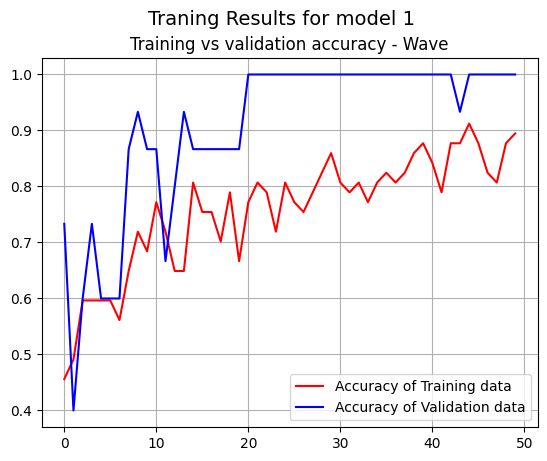 Traning Results for model 1
Training vs validation accuracy - Wave
1.0
0.9
0.8
0.7
0.6
0.5
0.4
0 10 20 30 40 50
Accuracy of Training data
Accuracy of Validation data